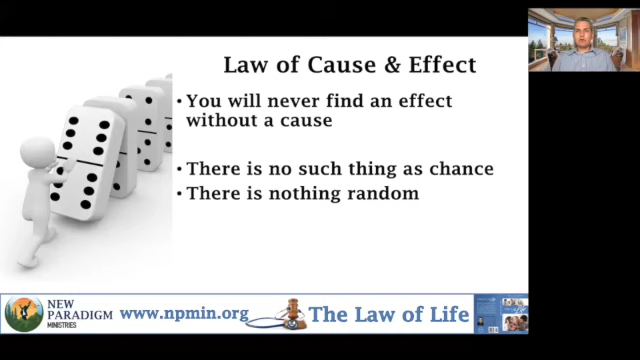 Law of Cause & Effect
• You will never find an effect
without a cause
• There is no such thing as chance
• There is nothing random
NEW
PARADIGM
MINISTRIES
www.npmin.org
The Law of Life